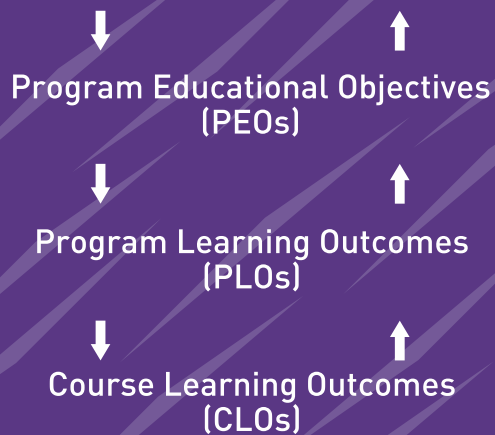 Program Educational Objectives
(PEOs)
Program Learning Outcomes
(PLOs)
Course Learning Outcomes
(CLOs)